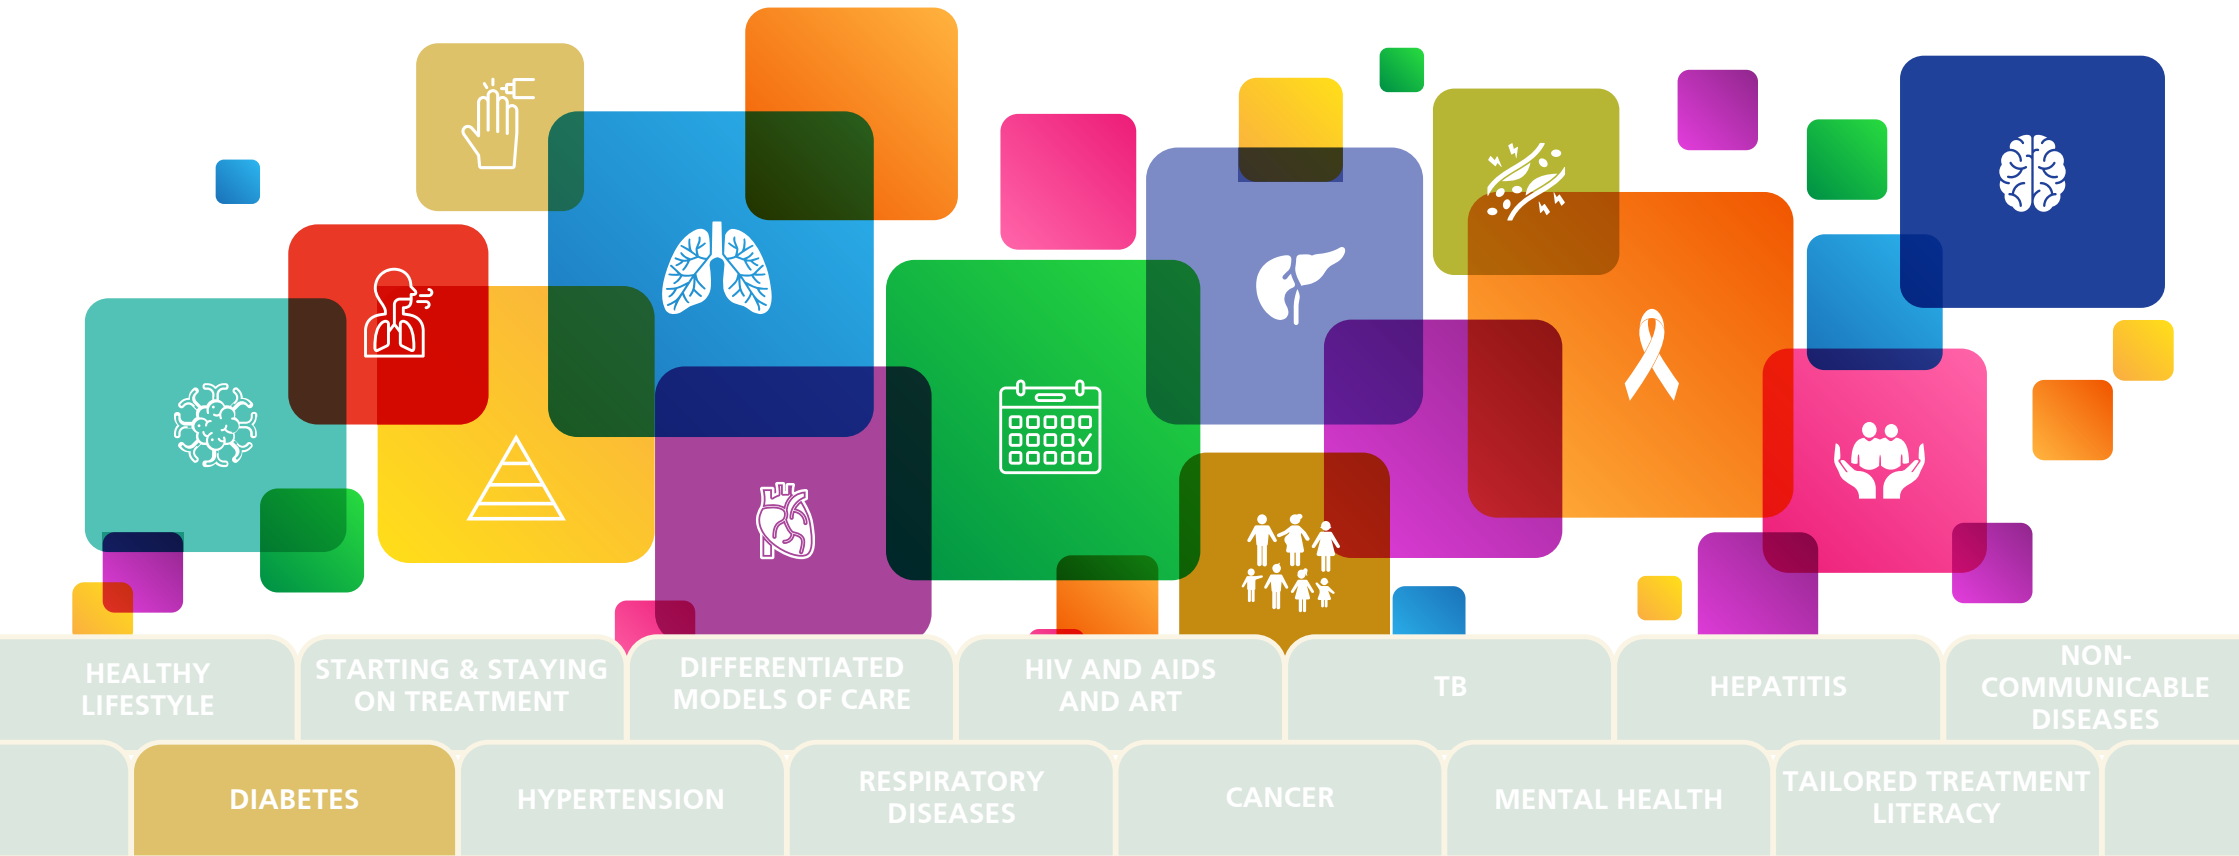 HEALTHY
LIFESTYLE
STARTING & STAYING
ON TREATMENT
DIFFERENTIATED
MODELS OF CARE
HIV AND AIDS
AND ART
TB
HEPATITIS
NON-
COMMUNICABLE
DISEASES
DIABETES
HYPERTENSION
RESPIRATORY
DISEASES
CANCER
MENTAL HEALTH
TAILORED TREATMENT
LITERACY